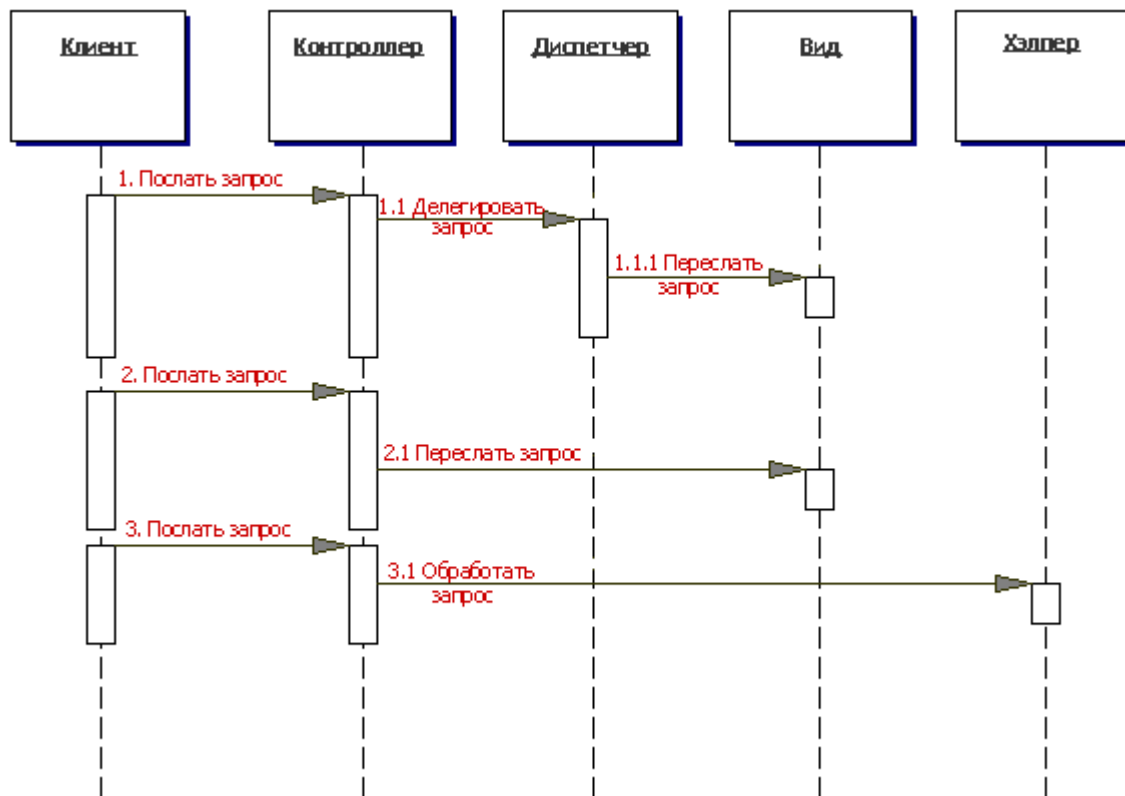 Клиент
Контроллер
Диспетчер
Вид
Хэлпер
1. Послать запрос
1.1 Делегировать
запрос
1.1.1 Переслать
запрос
2. Послать запрос
2.1 Переслать запрос
3. Послать запрос
3.1 Обработать
запрос